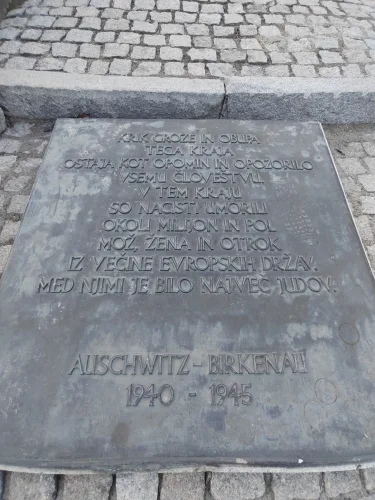 KRIK GROZE IN OBUPA
TEGA KRAJA
OSTAJA KOT OPOMIN IN OPOZORILO
VSEMU ČLOVEŠTVU.
V TEM KRAJU
SO NACISTI UMORILI
OKOLI MILIJON IN POL
MOŽ, ŽENA IN OTROK
IZ VEČINE EVROPSKIH DRŽAV.
MED NJIMI JE BILO NAJVEČ JUDOV.
AUSCHWITZ – BIRKENAU
1940 – 1945